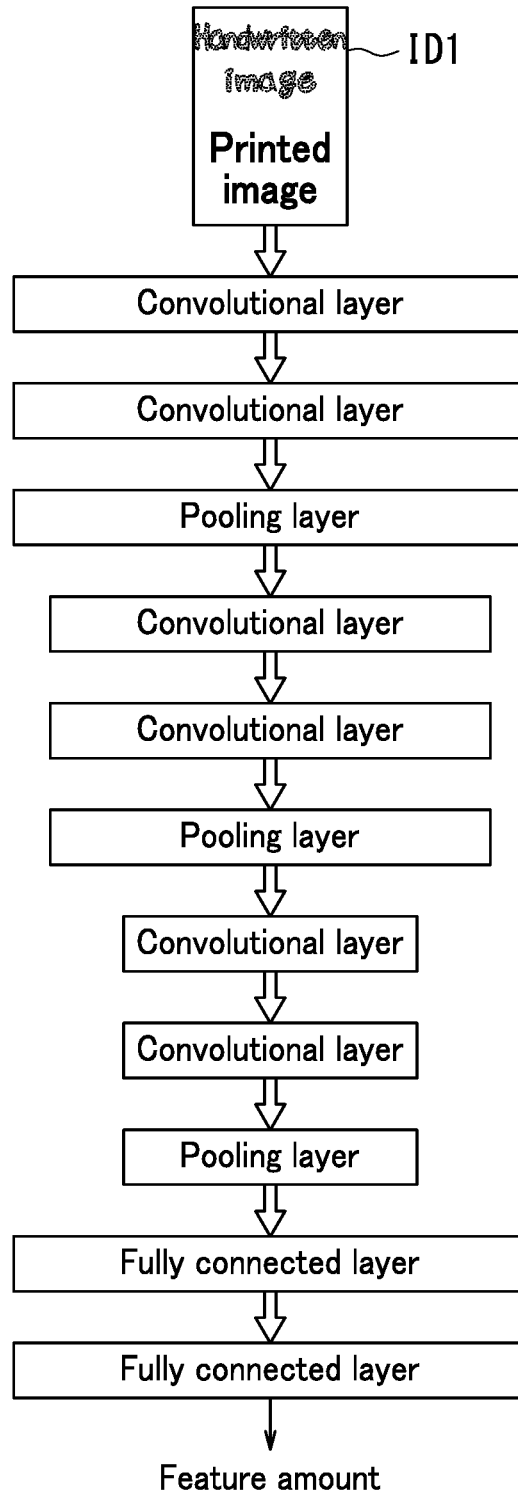 Handwritten
image
ID1
Printed
image
Convolutional layer
Convolutional layer
Pooling layer
Convolutional layer
Convolutional layer
Pooling layer
Convolutional layer
Convolutional layer
Pooling layer
Fully connected layer
Fully connected layer
Feature amount